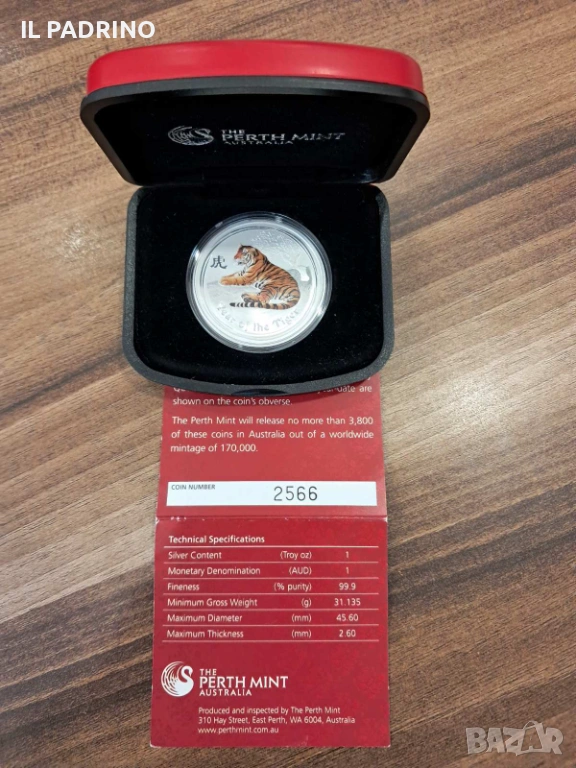 IL PADRINO
THE
PERTH MINT
AUSTRALIA
虎
Year of the Tiger
shown on the coin's obverse.
The Perth Mint will release no more than 3,800
of these coins in Australia out of a worldwide
mintage of 170,000.
COIN NUMBER
2566
Technical Specifications
Silver Content (Troy oz) 1
Monetary Denomination (AUD) 1
Fineness (% purity) 99.9
Minimum Gross Weight (g) 31.135
Maximum Diameter (mm) 45.60
Maximum Thickness (mm) 2.60
THE
PERTH MINT
AUSTRALIA
Produced and inspected by The Perth Mint
310 Hay Street, East Perth, WA 6004, Australia
www.perthmint.com.au
BAZAR